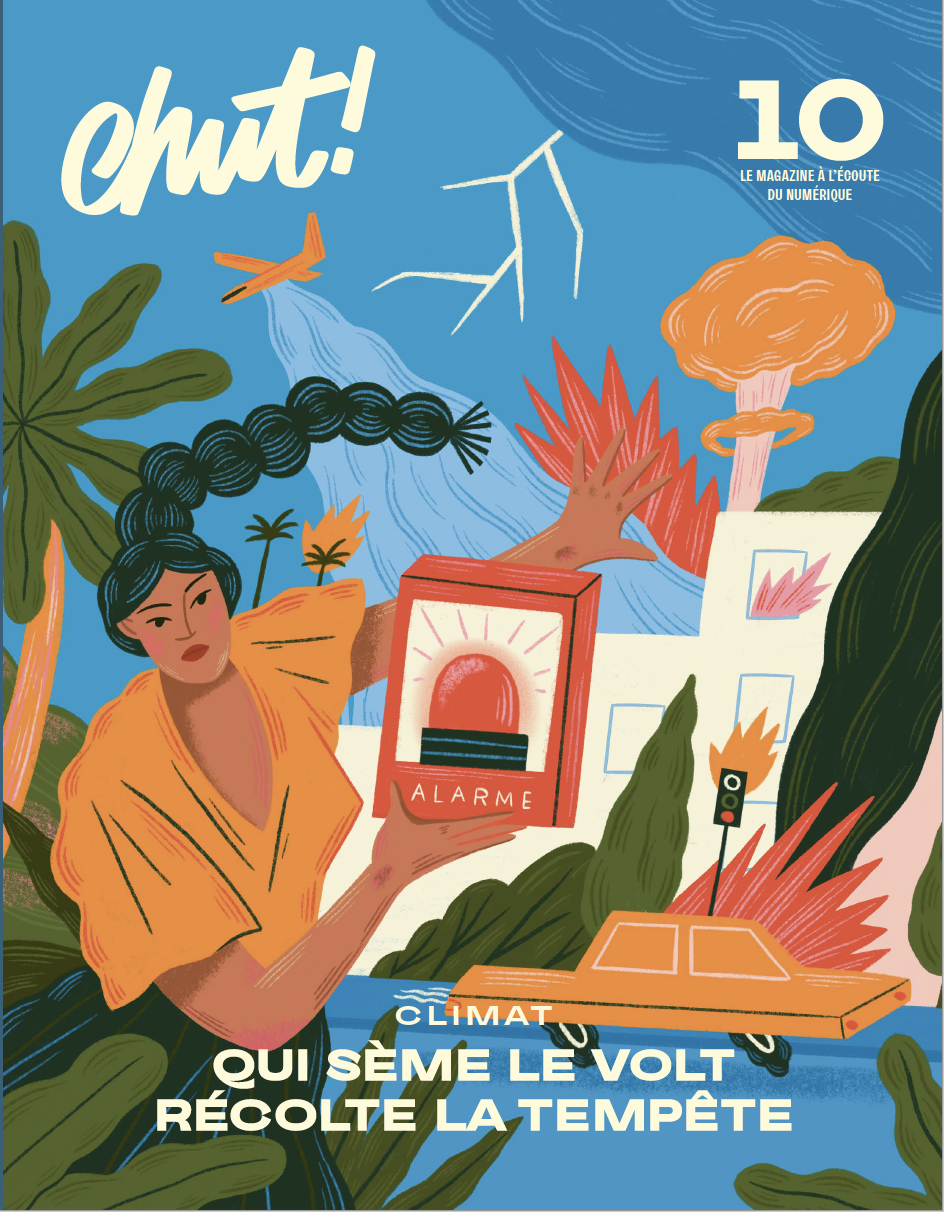 chut!
10
LE MAGAZINE À L'ÉCOUTE
DU NUMÉRIQUE
ALARME
CLIMAT
QUI SÈME LE VOLT
RÉCOLTE LA TEMPÊTE